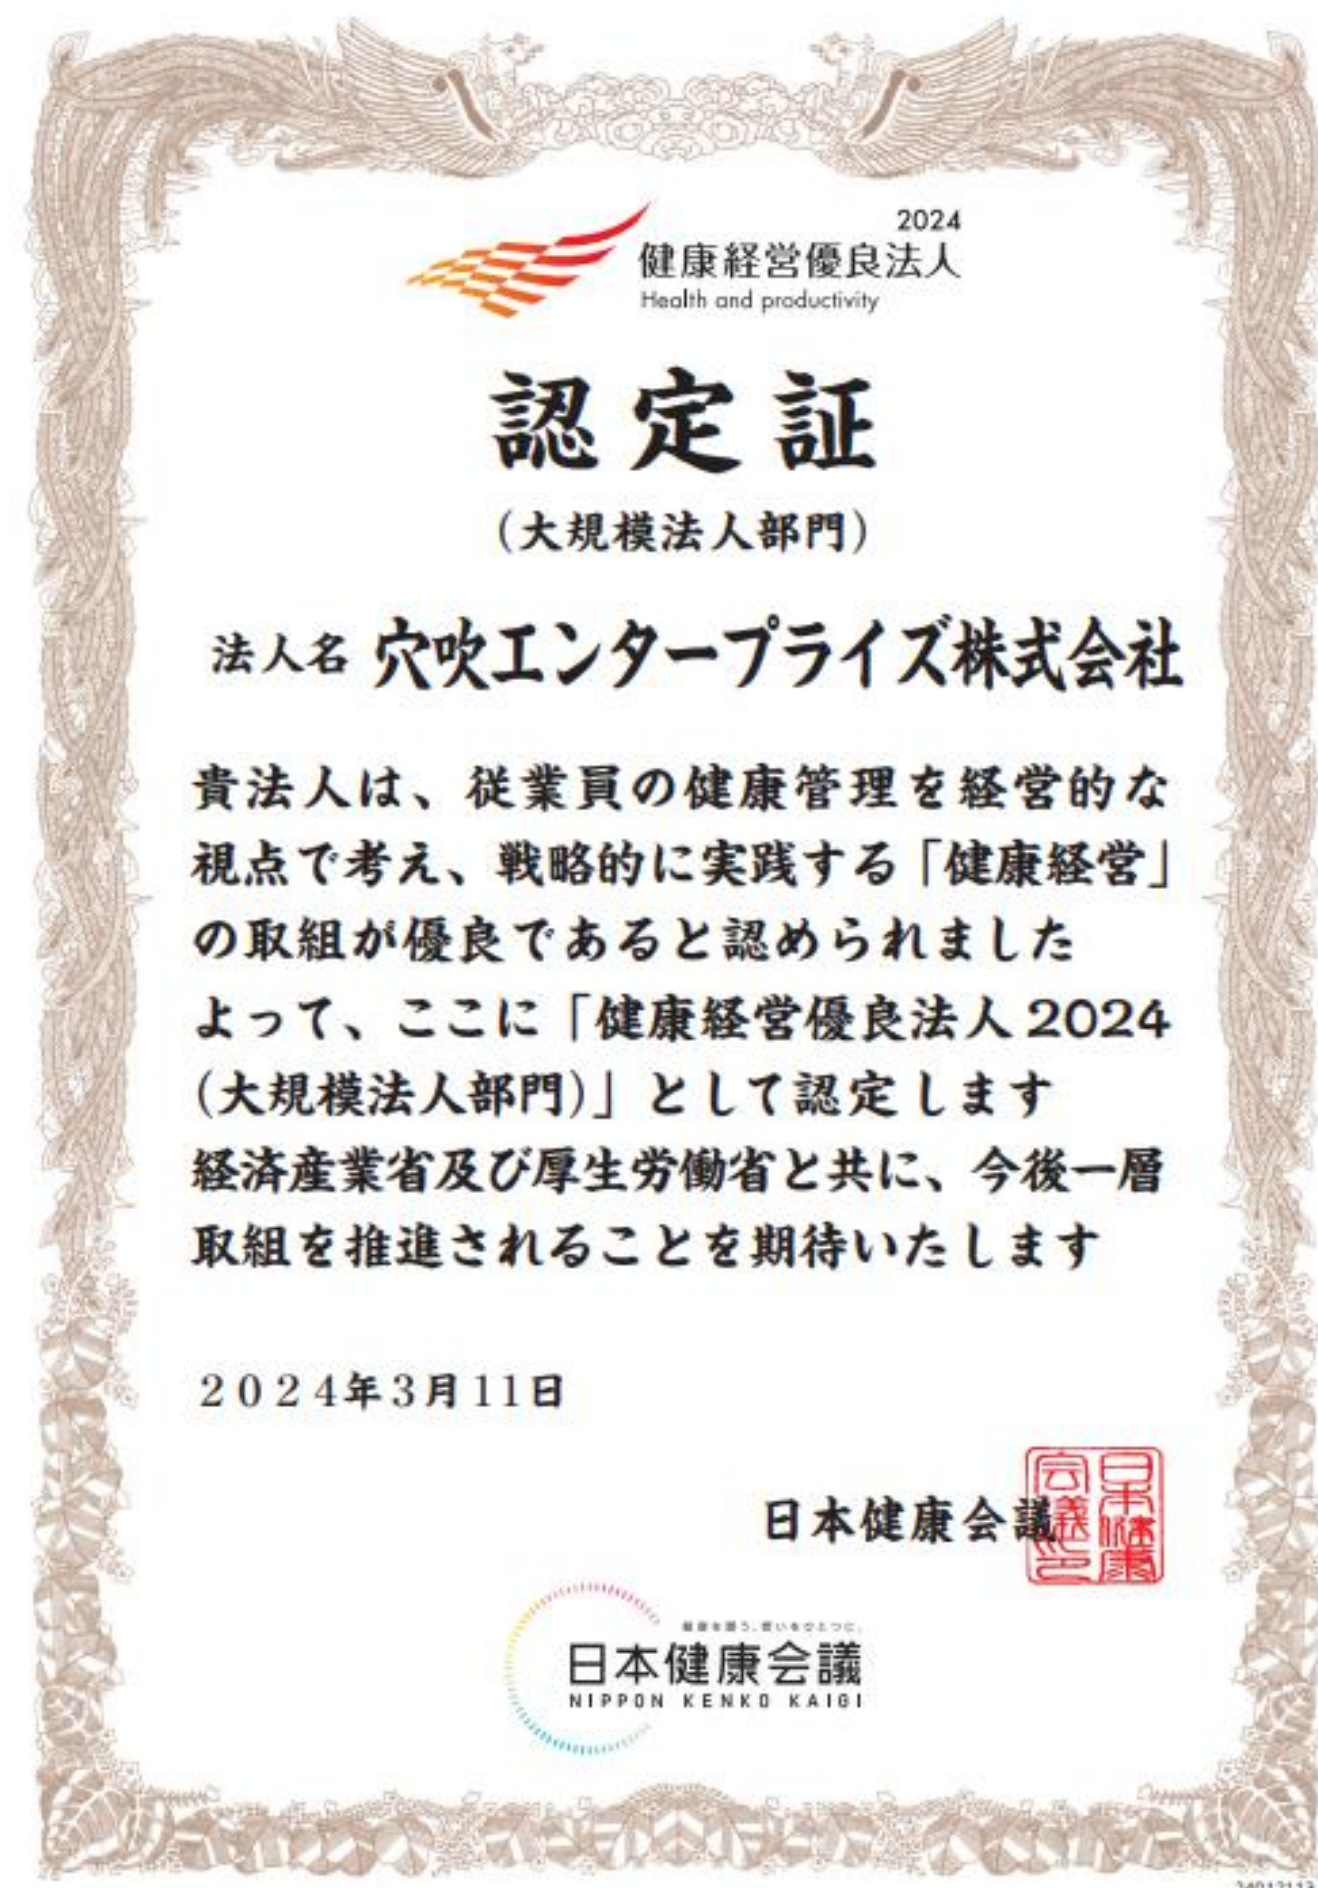 2024
健康経営優良法人
Health and productivity
認定証
(大規模法人部門)
法人名 穴吹エンタープライズ株式会社
貴法人は、従業員の健康管理を経営的な
視点で考え、戦略的に実践する「健康経営」
の取組が優良であると認められました
よって、ここに「健康経営優良法人2024
(大規模法人部門)」として認定します
経済産業省及び厚生労働省と共に、今後一層
取組を推進されることを期待いたします
2024年3月11日
日本健康会議
日本健康会議之印
日本健康会議
NIPPON KENKO KAIGI